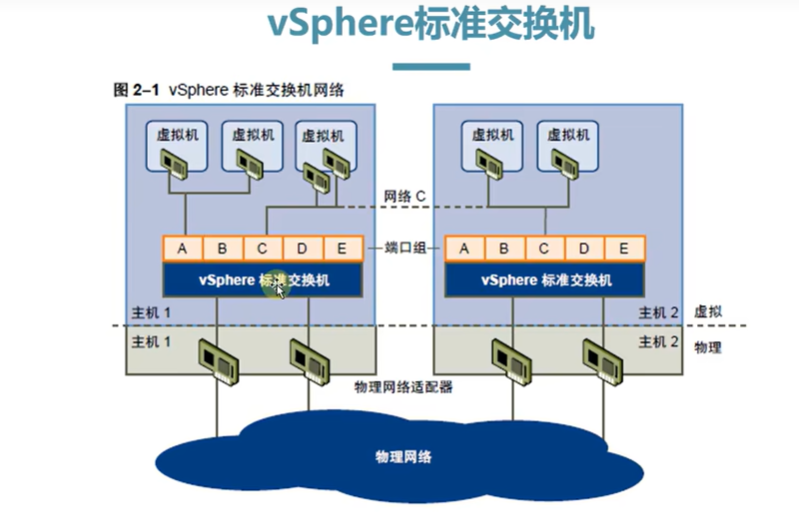 vSphere标准交换机
图 2-1 vSphere 标准交换机网络
虚拟机 虚拟机 虚拟机 虚拟机 虚拟机
网络 C
A B C D E 端口组 A B C D E
vSphere 标准交换机 vSphere 标准交换机
主机 1 主机 2 虚拟
主机 1 主机 2 物理
物理网络适配器
物理网络